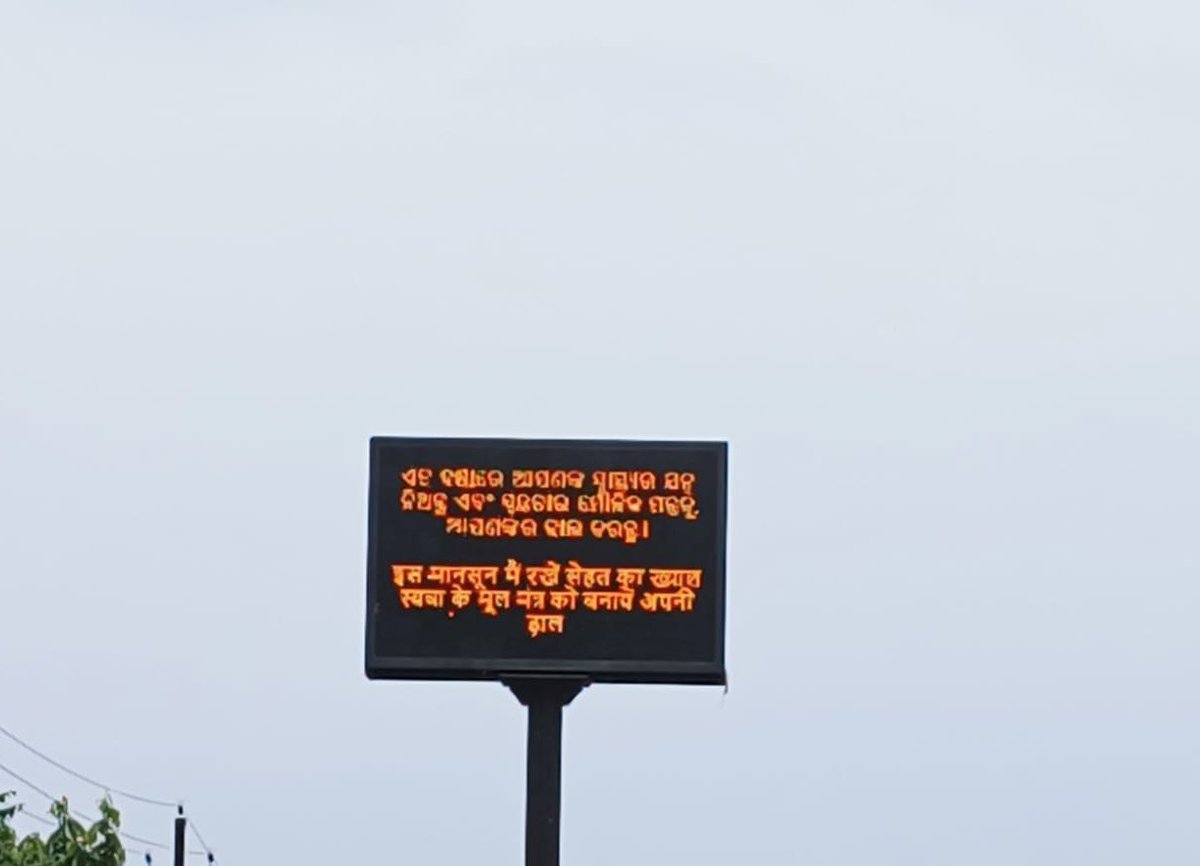 ଏହି ବର୍ଷାରେ ଆପଣଙ୍କ ସ୍ୱାସ୍ଥ୍ୟର ଯତ୍ନ
ନିଅନ୍ତୁ ଏବଂ ସ୍ୱଚ୍ଛତାର ମୌଳିକ ମନ୍ତ୍ରକୁ
ଆପଣଙ୍କର ଢାଲ କରନ୍ତୁ।
इस मानसून में रखें सेहत का ख्याल
स्वच्छता के मूल मंत्र को बनाये अपनी
ढाल